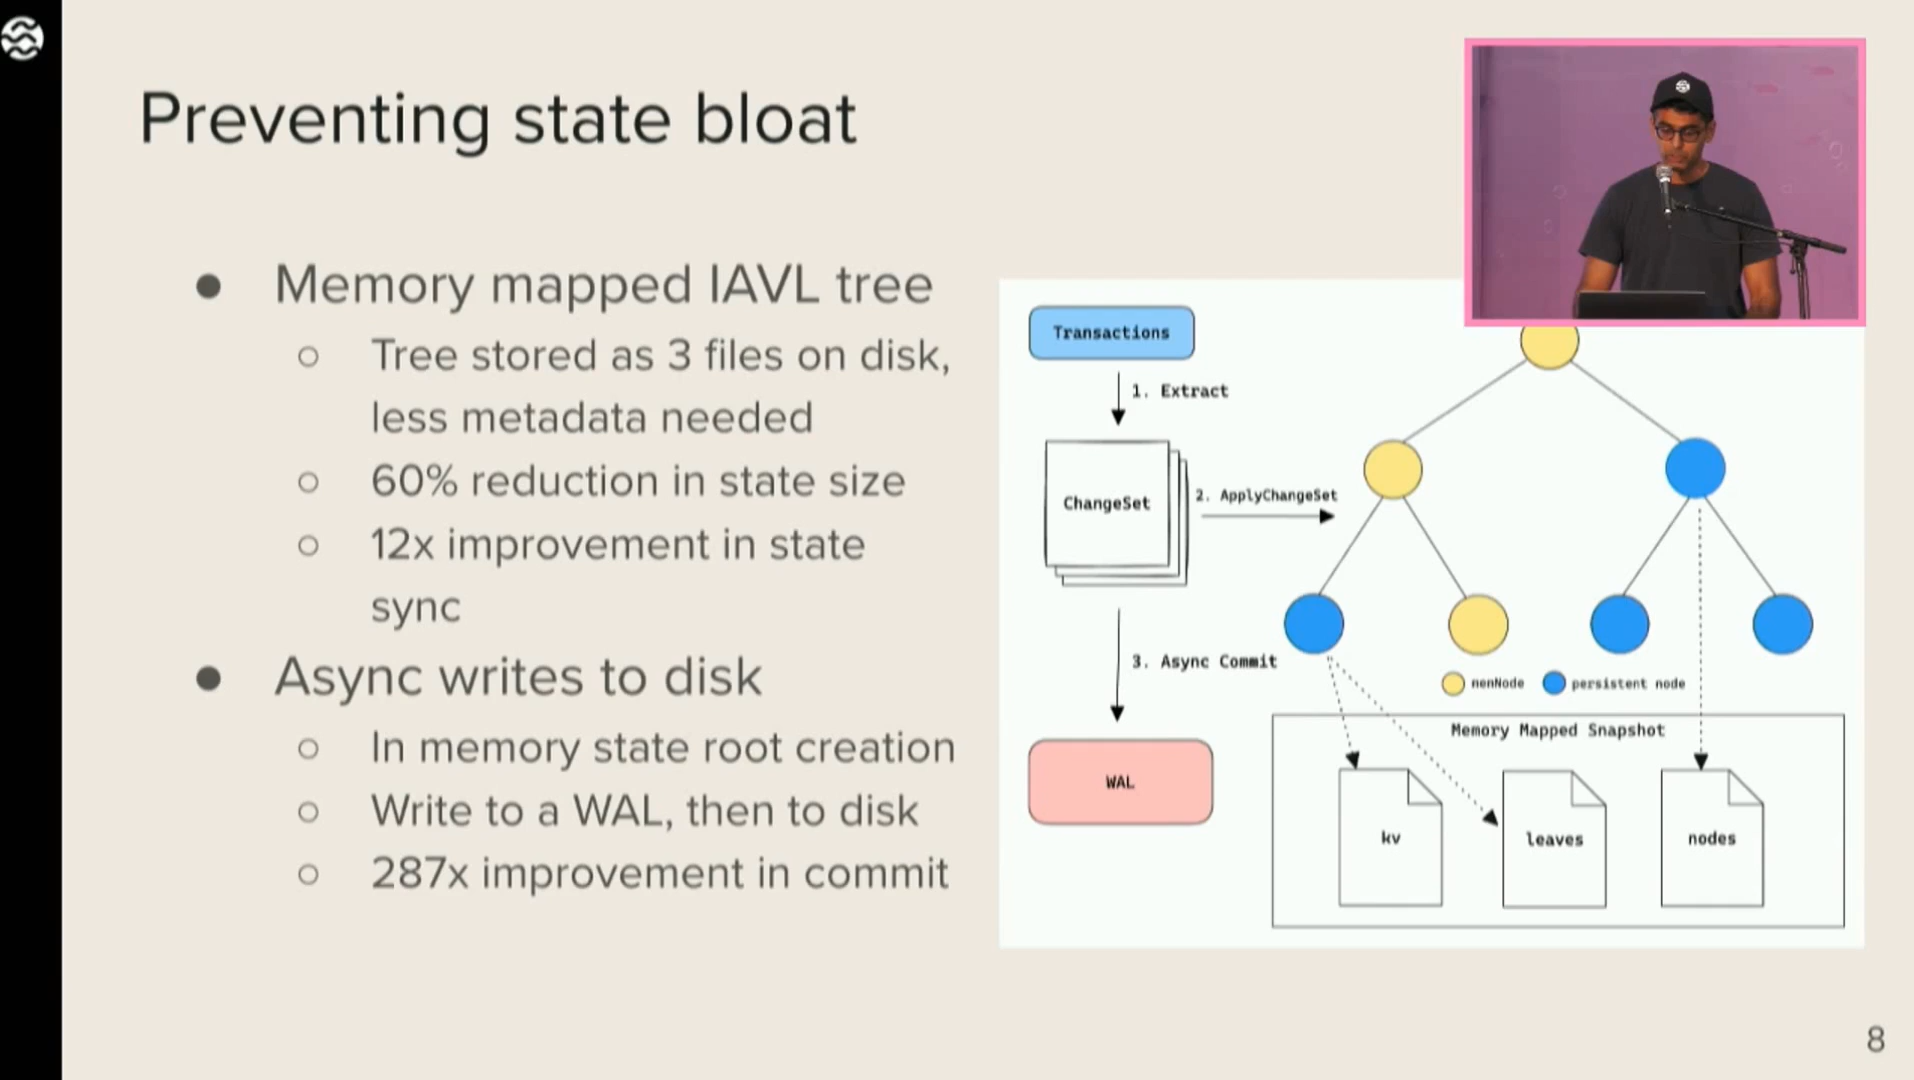 Preventing state bloat
● Memory mapped IAVL tree
○ Tree stored as 3 files on disk,
less metadata needed
○ 60% reduction in state size
○ 12x improvement in state
sync
● Async writes to disk
○ In memory state root creation
○ Write to a WAL, then to disk
○ 287x improvement in commit
Transactions
1. Extract
ChangeSet
2. ApplyChangeSet
3. Async Commit
WAL
memNode
persistent node
Memory Mapped Snapshot
kv
leaves
nodes
8